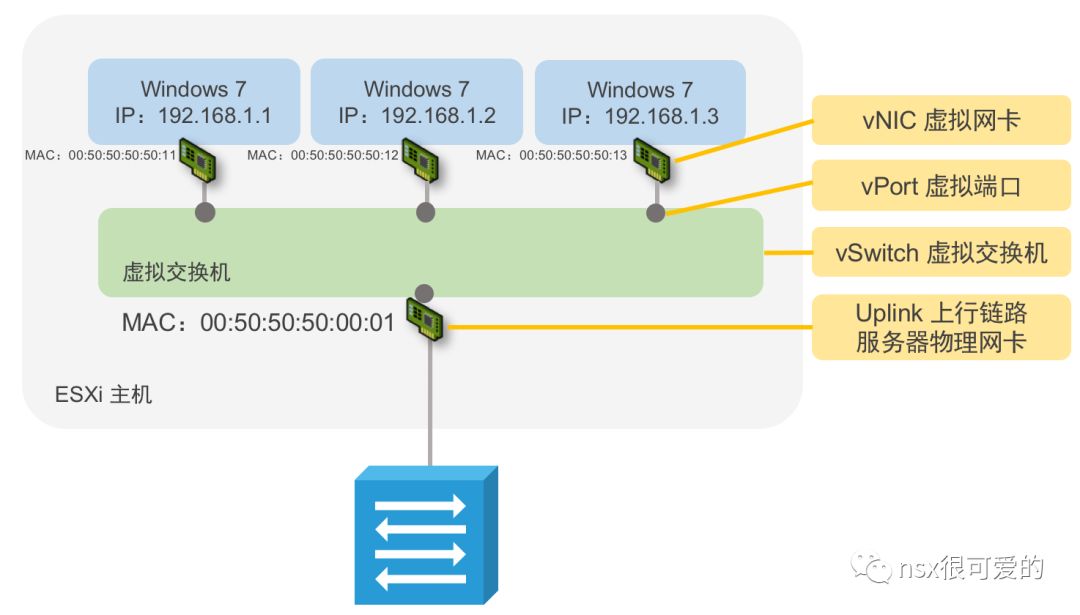 Windows 7
IP：192.168.1.1
Windows 7
IP：192.168.1.2
Windows 7
IP：192.168.1.3
MAC：00:50:50:50:50:11
MAC：00:50:50:50:50:12
MAC：00:50:50:50:50:13
vNIC 虚拟网卡
vPort 虚拟端口
vSwitch 虚拟交换机
虚拟交换机
MAC：00:50:50:50:00:01
Uplink 上行链路
服务器物理网卡
ESXi 主机
nsx很可爱的